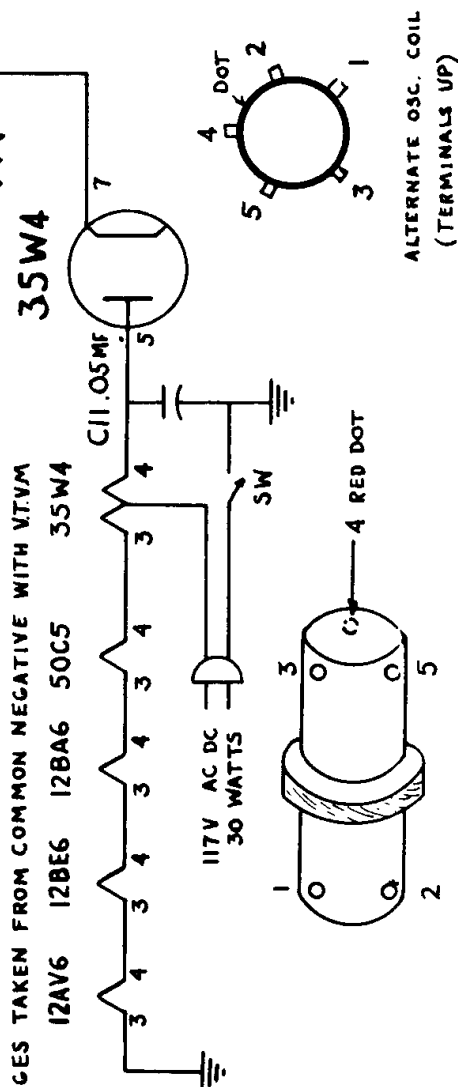 GES TAKEN FROM COMMON NEGATIVE WITH V.T.V.M
12AV6 12BE6 12BA6 50C5 35W4
3 4 3 4 3 4 3 4 3 4
C11 .05MF
35W4
5
7
117V AC DC
30 WATTS
SW
1
2
3
5
4 RED DOT
DOT
5
4
2
3
1
ALTERNATE OSC. COIL
(TERMINALS UP)